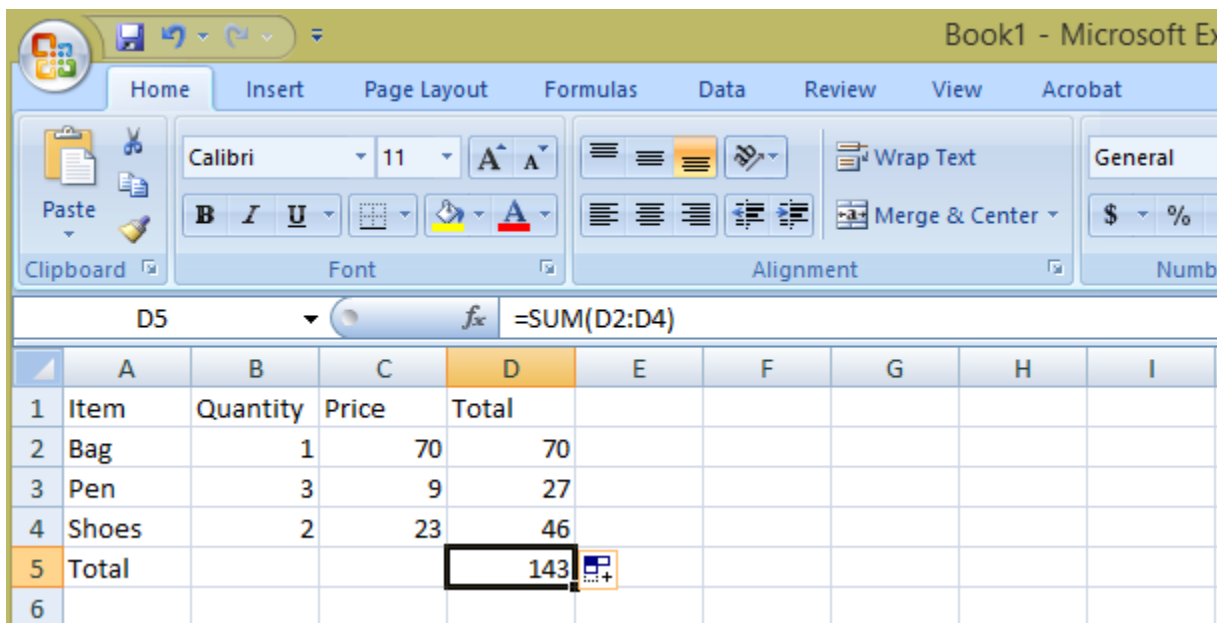 Book1 - Microsoft Ex
Home Insert Page Layout Formulas Data Review View Acrobat
Calibri 11 A A Wrap Text General
Paste B I U A Merge & Center $ %
Clipboard Font Alignment Numb
D5 fx =SUM(D2:D4)
A B C D E F G H I
1 Item Quantity Price Total
2 Bag 1 70 70
3 Pen 3 9 27
4 Shoes 2 23 46
5 Total 143
6